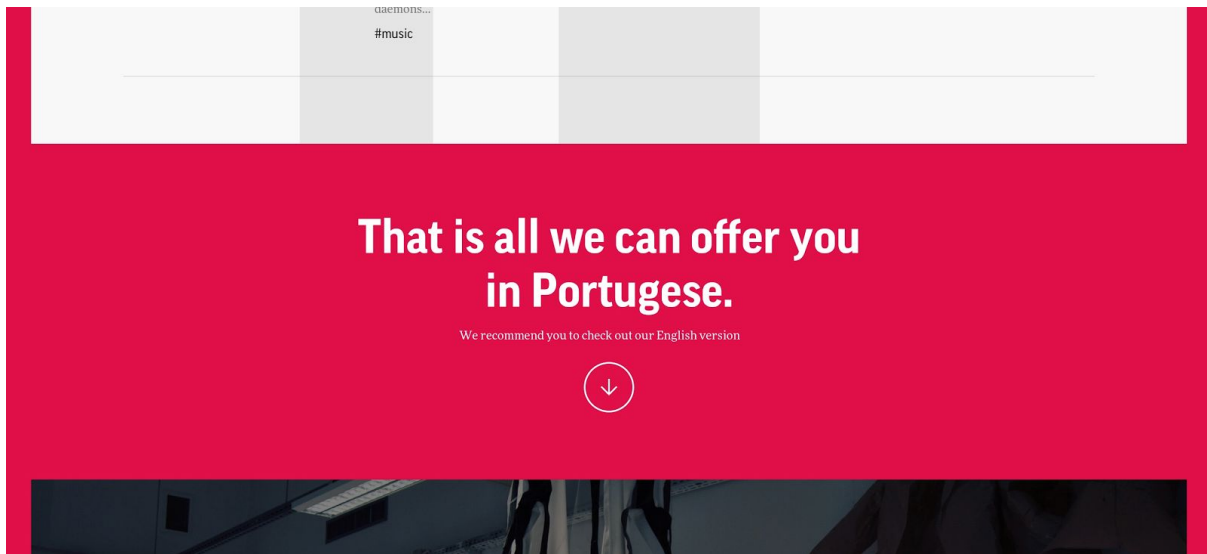 daemons...
#music
That is all we can offer you
in Portugese.
We recommend you to check out our English version